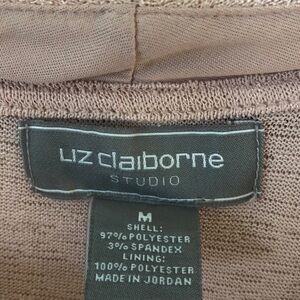 liz claiborne
STUDIO
M
SHELL:
97% POLYESTER
3% SPANDEX
LINING:
100% POLYESTER
MADE IN JORDAN